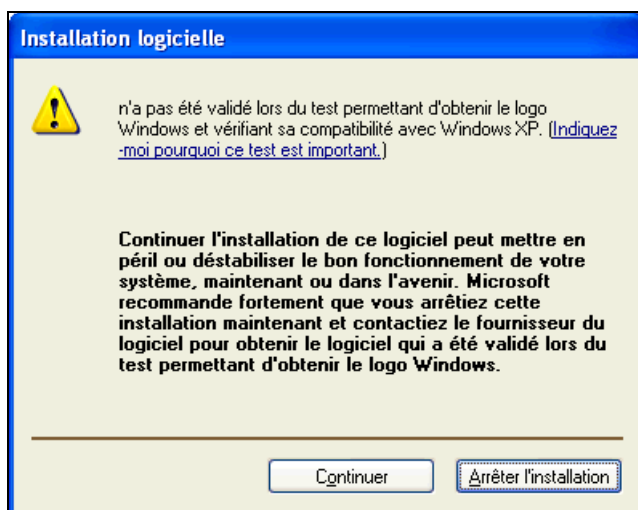 Installation logicielle
n'a pas été validé lors du test permettant d'obtenir le logo
Windows et vérifiant sa compatibilité avec Windows XP. (Indiquez
-moi pourquoi ce test est important.)
Continuer l'installation de ce logiciel peut mettre en
péril ou déstabiliser le bon fonctionnement de votre
système, maintenant ou dans l'avenir. Microsoft
recommande fortement que vous arrêtiez cette
installation maintenant et contactiez le fournisseur du
logiciel pour obtenir le logiciel qui a été validé lors du
test permettant d'obtenir le logo Windows.
Continuer
Arrêter l'installation